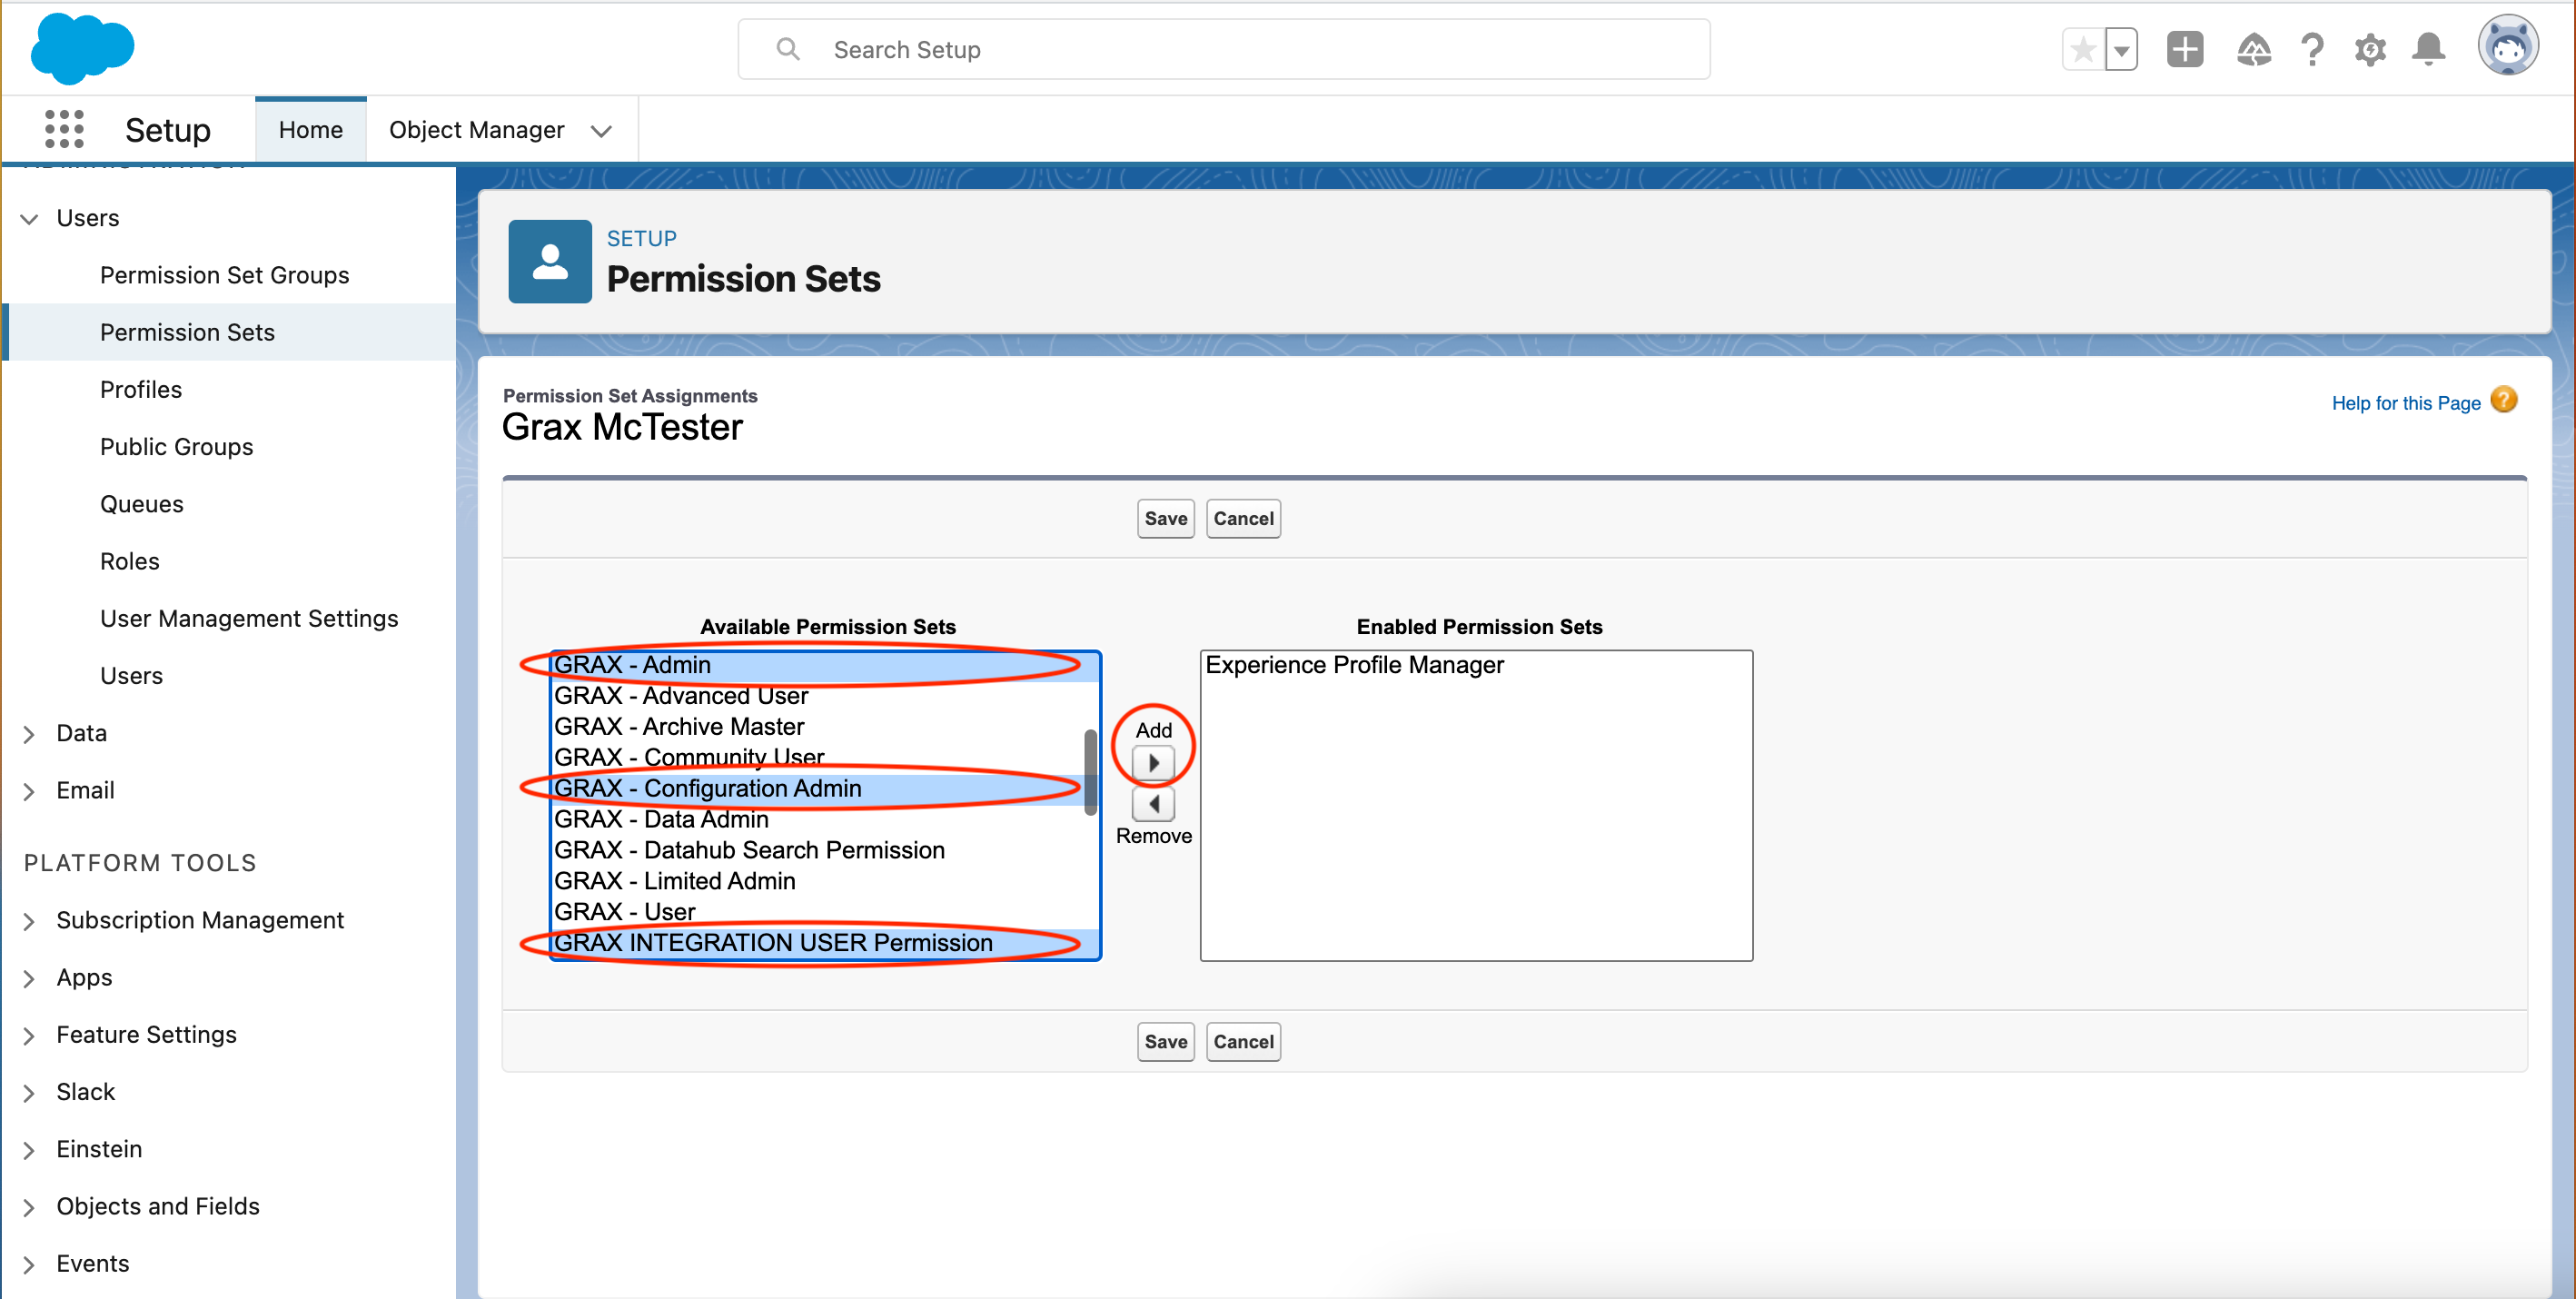 Search Setup
Setup
Home
Object Manager
ADMINISTRATION
Users
Permission Set Groups
Permission Sets
Profiles
Public Groups
Queues
Roles
User Management Settings
Users
Data
Email
PLATFORM TOOLS
Subscription Management
Apps
Feature Settings
Slack
Einstein
Objects and Fields
Events
SETUP
Permission Sets
Permission Set Assignments
Grax McTester
Help for this Page ?
Save Cancel
Available Permission Sets
GRAX - Admin
GRAX - Advanced User
GRAX - Archive Master
GRAX - Community User
GRAX - Configuration Admin
GRAX - Data Admin
GRAX - Datahub Search Permission
GRAX - Limited Admin
GRAX - User
GRAX INTEGRATION USER Permission
Add
Remove
Enabled Permission Sets
Experience Profile Manager
Save Cancel